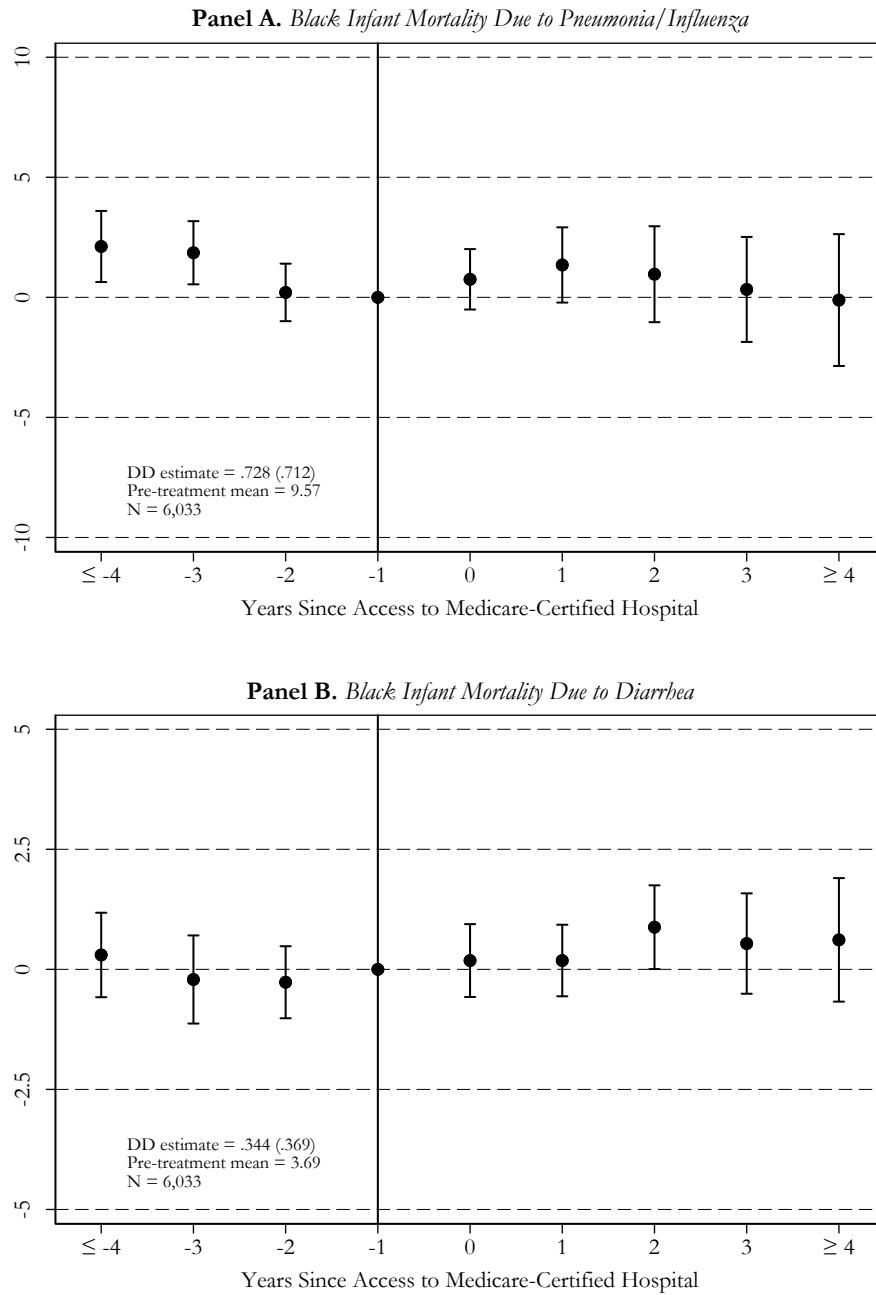 Panel A. Black Infant Mortality Due to Pneumonia/Influenza
10
5
0
-5
-10
DD estimate = .728 (.712)
Pre-treatment mean = 9.57
N = 6,033
≤ -4 -3 -2 -1 0 1 2 3 ≥ 4
Years Since Access to Medicare-Certified Hospital
Panel B. Black Infant Mortality Due to Diarrhea
5
2.5
0
-2.5
-5
DD estimate = .344 (.369)
Pre-treatment mean = 3.69
N = 6,033
≤ -4 -3 -2 -1 0 1 2 3 ≥ 4
Years Since Access to Medicare-Certified Hospital